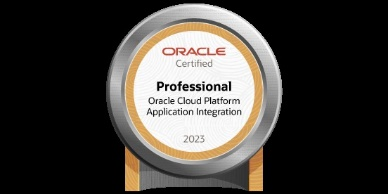 ORACLE
Certified
Professional
Oracle Cloud Platform
Application Integration
2023